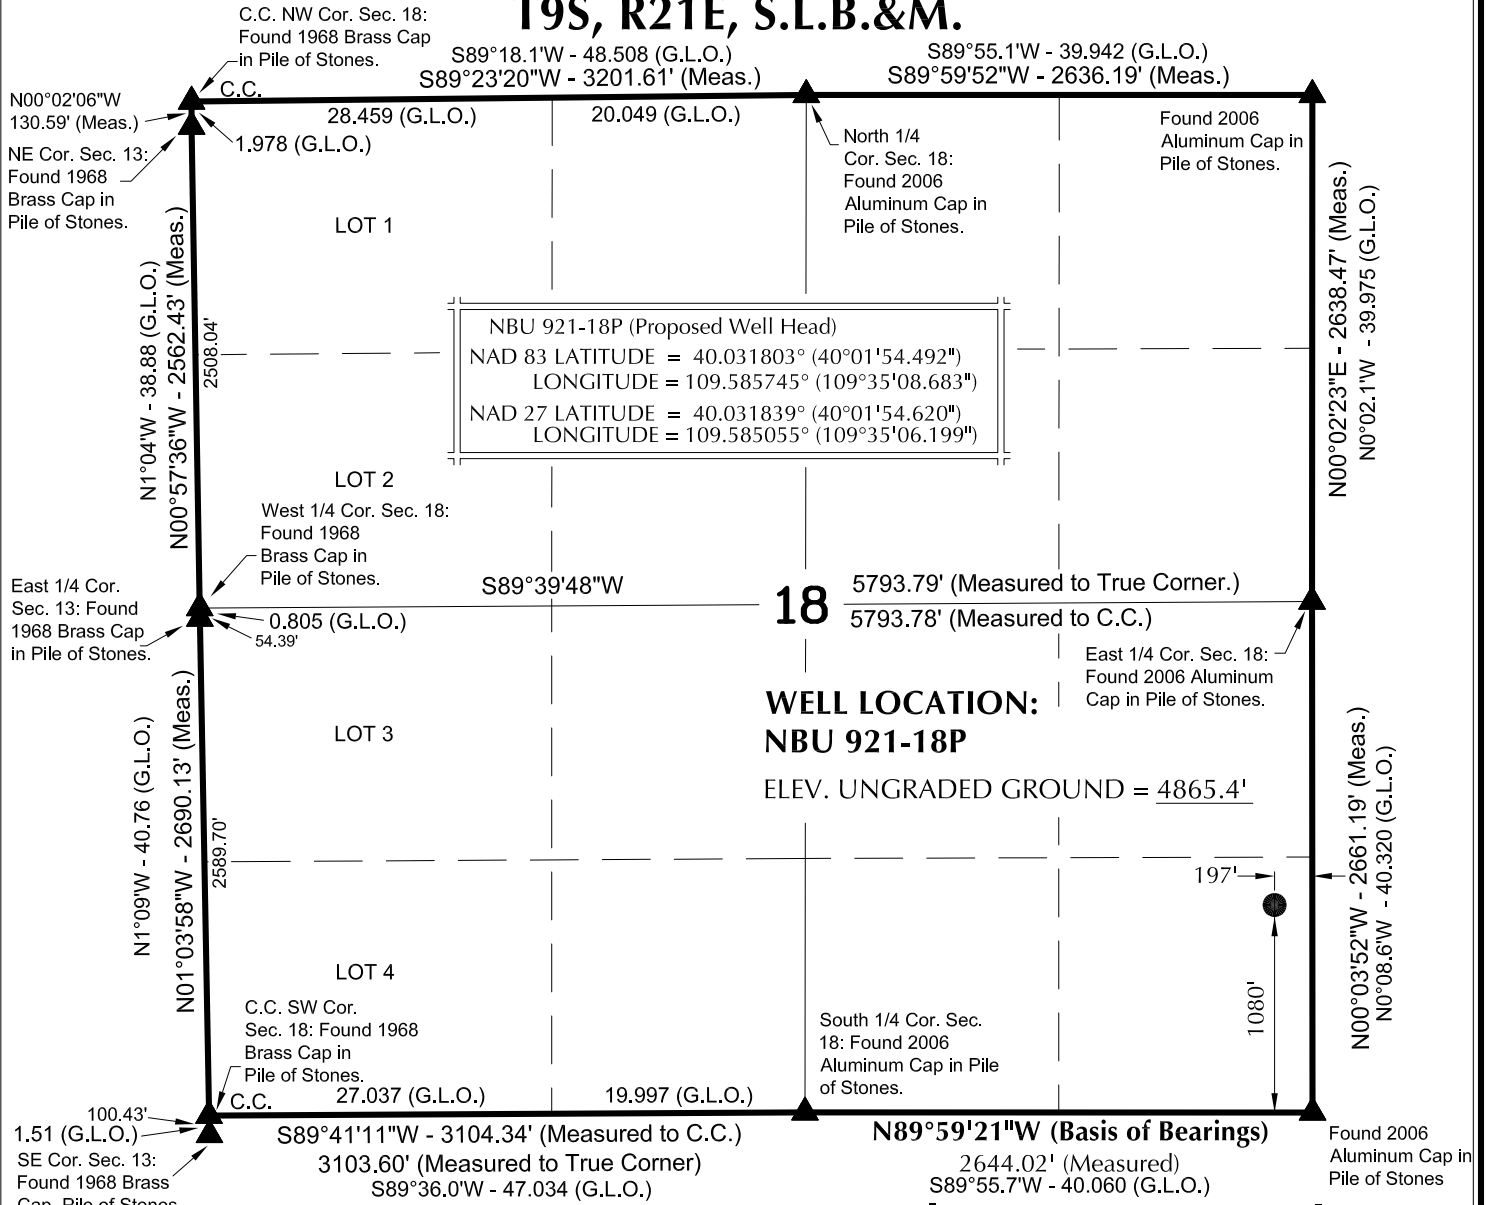 T9S, R21E, S.L.B.&M.
C.C. NW Cor. Sec. 18:
Found 1968 Brass Cap
in Pile of Stones.
S89°18.1'W - 48.508 (G.L.O.)
S89°23'20"W - 3201.61' (Meas.)
S89°55.1'W - 39.942 (G.L.O.)
S89°59'52"W - 2636.19' (Meas.)
C.C.
N00°02'06"W
130.59' (Meas.)
28.459 (G.L.O.)
20.049 (G.L.O.)
1.978 (G.L.O.)
NE Cor. Sec. 13:
Found 1968
Brass Cap in
Pile of Stones.
North 1/4
Cor. Sec. 18:
Found 2006
Aluminum Cap in
Pile of Stones.
Found 2006
Aluminum Cap in
Pile of Stones.
LOT 1
N1°04'W - 38.88 (G.L.O.)
N00°57'36"W - 2562.43' (Meas.)
2508.04'
N00°02'23"E - 2638.47' (Meas.)
N0°02.1'W - 39.975 (G.L.O.)
NBU 921-18P (Proposed Well Head)
NAD 83 LATITUDE = 40.031803° (40°01'54.492")
LONGITUDE = 109.585745° (109°35'08.683")
NAD 27 LATITUDE = 40.031839° (40°01'54.620")
LONGITUDE = 109.585055° (109°35'06.199")
LOT 2
West 1/4 Cor. Sec. 18:
Found 1968
Brass Cap in
Pile of Stones.
East 1/4 Cor.
Sec. 13: Found
1968 Brass Cap
in Pile of Stones.
S89°39'48"W
18
5793.79' (Measured to True Corner.)
5793.78' (Measured to C.C.)
0.805 (G.L.O.)
54.39'
East 1/4 Cor. Sec. 18:
Found 2006 Aluminum
Cap in Pile of Stones.
WELL LOCATION:
NBU 921-18P
ELEV. UNGRADED GROUND = 4865.4'
LOT 3
N1°09'W - 40.76 (G.L.O.)
N01°03'58"W - 2690.13' (Meas.)
2589.70'
197'
1080'
N00°03'52"W - 2661.19' (Meas.)
N0°08.6'W - 40.320 (G.L.O.)
LOT 4
C.C. SW Cor.
Sec. 18: Found 1968
Brass Cap in
Pile of Stones.
South 1/4 Cor. Sec.
18: Found 2006
Aluminum Cap in Pile
of Stones.
C.C.
27.037 (G.L.O.)
19.997 (G.L.O.)
100.43'
1.51 (G.L.O.)
SE Cor. Sec. 13:
Found 1968 Brass
Cap, Pile of Stones
S89°41'11"W - 3104.34' (Measured to C.C.)
3103.60' (Measured to True Corner)
S89°36.0'W - 47.034 (G.L.O.)
N89°59'21"W (Basis of Bearings)
2644.02' (Measured)
S89°55.7'W - 40.060 (G.L.O.)
Found 2006
Aluminum Cap in
Pile of Stones